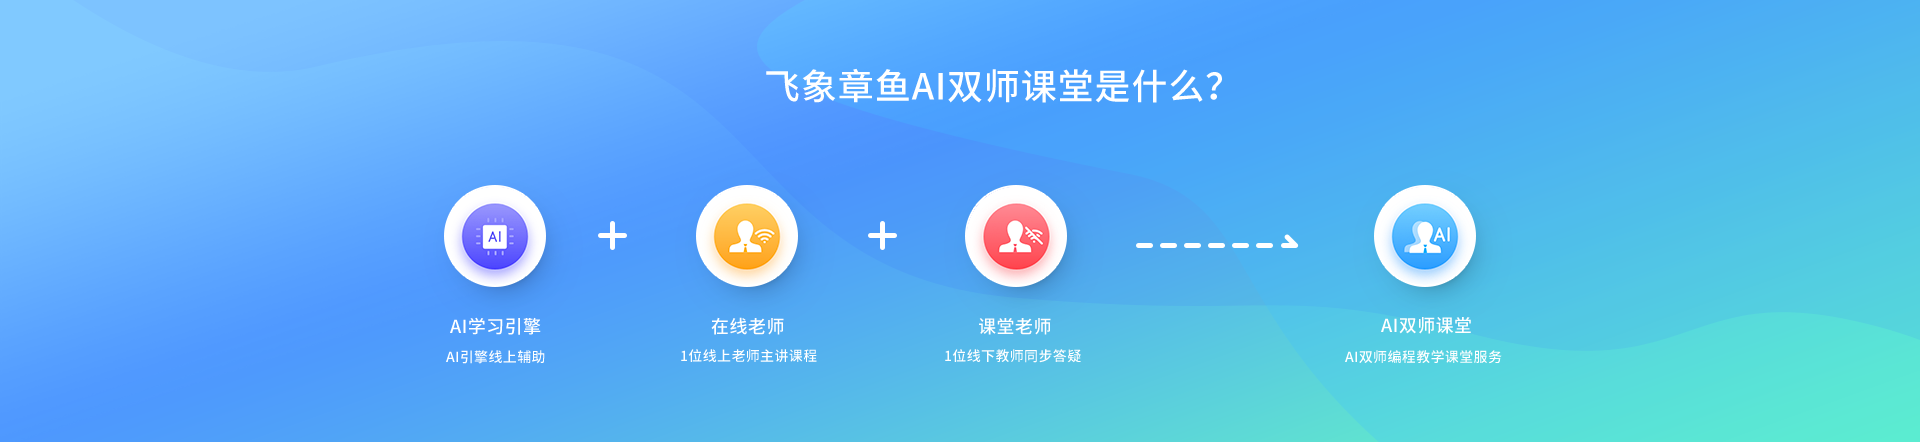 飞象章鱼AI双师课堂是什么？
AI
AI
AI学习引擎
在线老师
课堂老师
AI双师课堂
AI引擎线上辅助
1位线上老师主讲课程
1位线下教师同步答疑
AI双师编程教学课堂服务